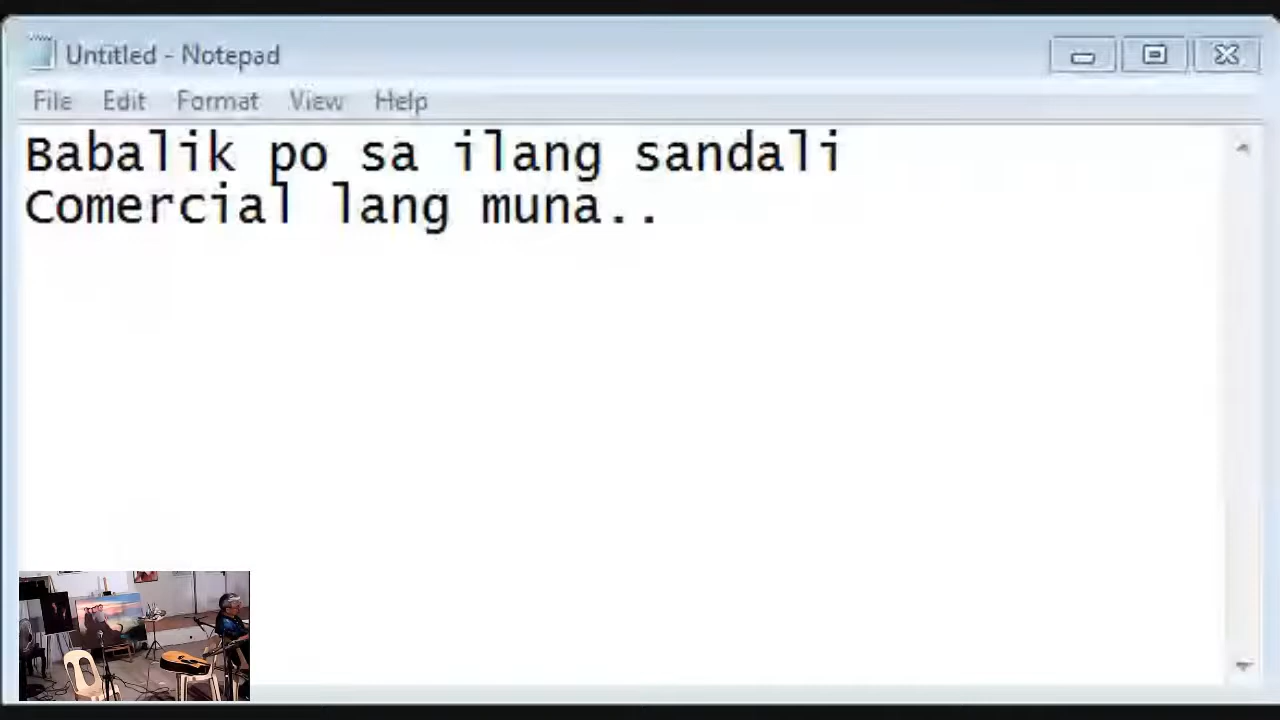 Untitled - Notepad
File Edit Format View Help
Babalik po sa ilang sandali
Comercial lang muna..